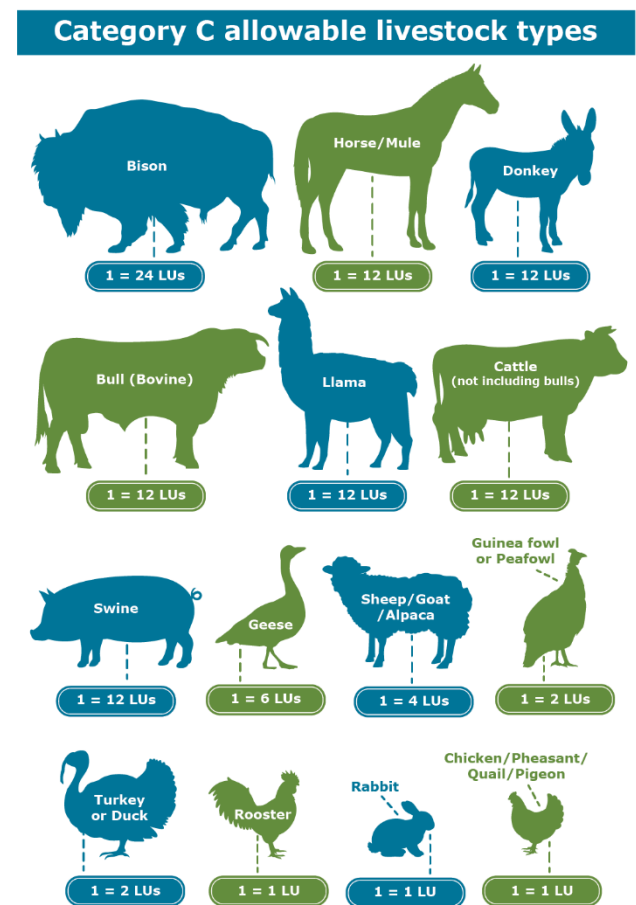 Category C allowable livestock types
Bison
Horse/Mule
Donkey
1 = 24 LUs
1 = 12 LUs
1 = 12 LUs
Bull (Bovine)
Llama
Cattle
(not including bulls)
1 = 12 LUs
1 = 12 LUs
1 = 12 LUs
Swine
Geese
Sheep/Goat
/Alpaca
Guinea fowl
or Peafowl
1 = 12 LUs
1 = 6 LUs
1 = 4 LUs
1 = 2 LUs
Turkey
or Duck
Rooster
Rabbit
Chicken/Pheasant/
Quail/Pigeon
1 = 2 LUs
1 = 1 LU
1 = 1 LU
1 = 1 LU